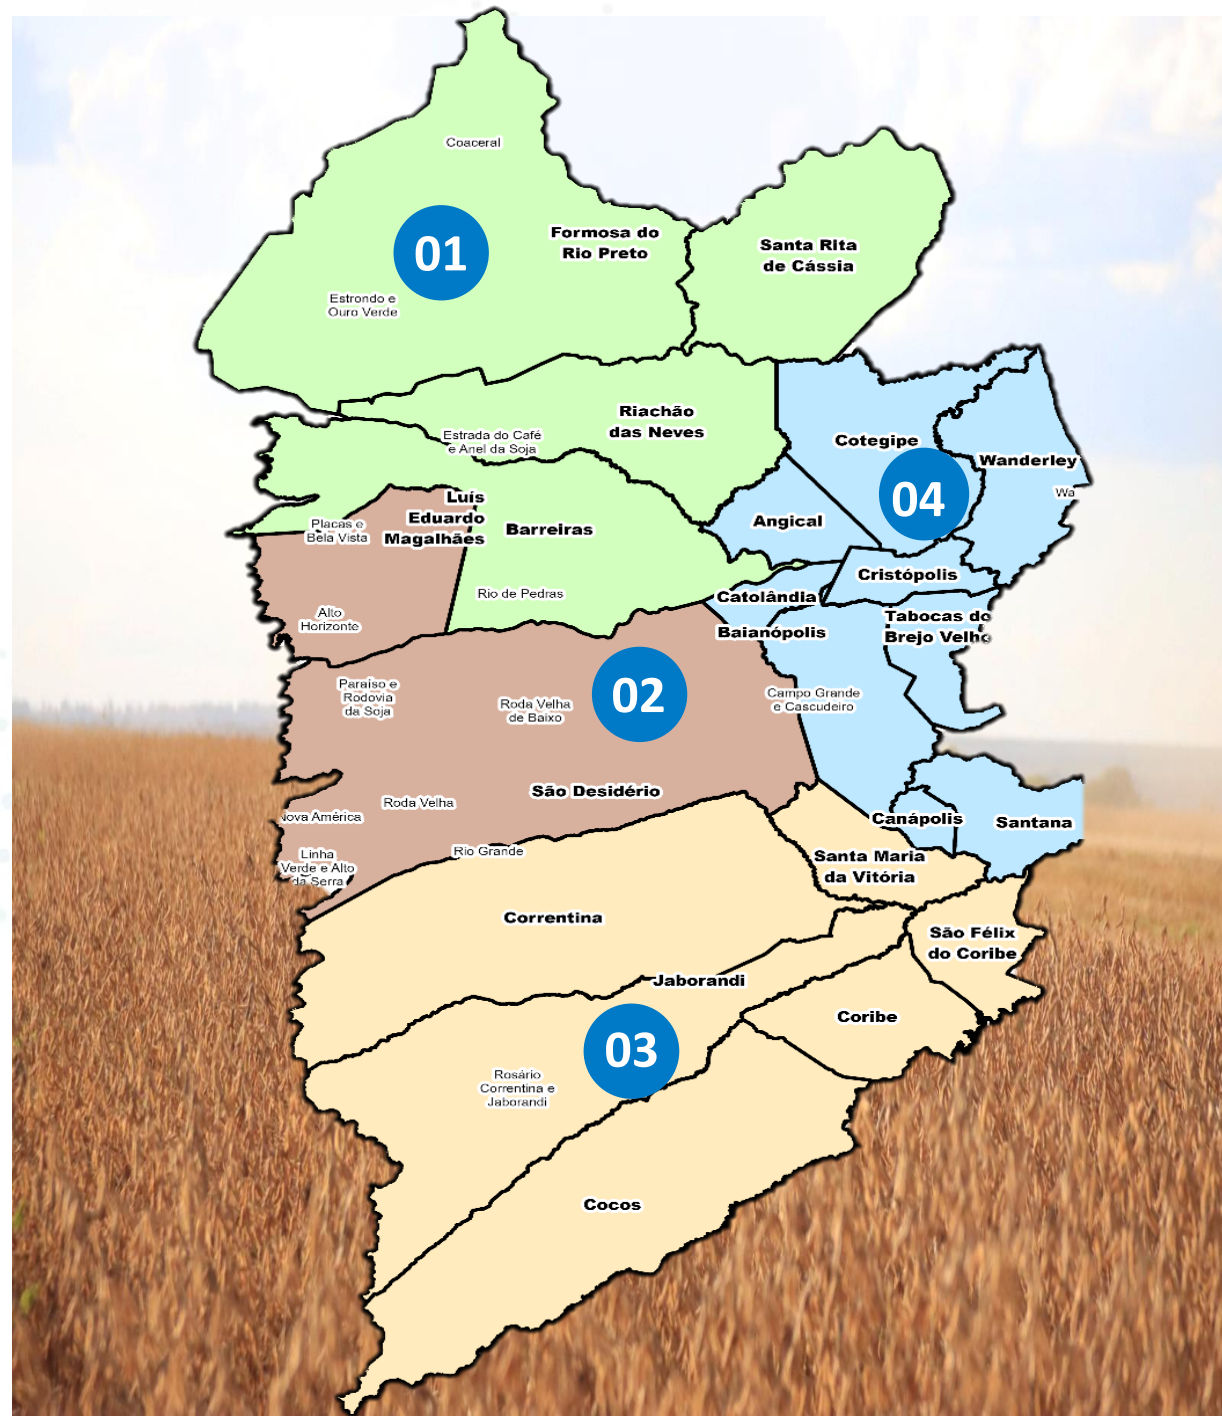 Coaceral
01
Formosa do
Rio Preto
Santa Rita
de Cássia
Estrondo e
Ouro Verde
Riachão
das Neves
Estrada do Café
e Anel da Soja
Cotegipe
Wanderley
04
Wa
Luís
Eduardo
Magalhães
Placas e
Bela Vista
Barreiras
Angical
Cristópolis
Rio de Pedras
Catolândia
Alto
Horizonte
Baianópolis
Tabocas do
Brejo Velho
Paraíso e
Rodovia
da Soja
02
Roda Velha
de Baixo
Campo Grande
e Cascudeiro
São Desidério
Roda Velha
Nova América
Canápolis
Santana
Rio Grande
Linha
Verde e Alto
da Serra
Santa Maria
da Vitória
Correntina
São Félix
do Coribe
Jaborandi
Coribe
03
Rosário
Correntina e
Jaborandi
Cocos